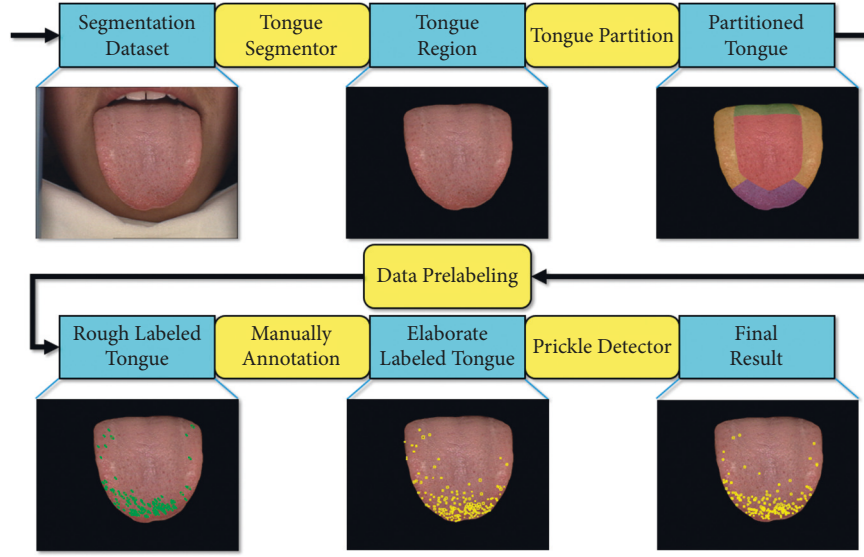 Segmentation
Dataset
Tongue
Segmentor
Tongue
Region
Tongue Partition
Partitioned
Tongue
Data Prelabeling
Rough Labeled
Tongue
Manually
Annotation
Elaborate
Labeled Tongue
Prickle Detector
Final
Result